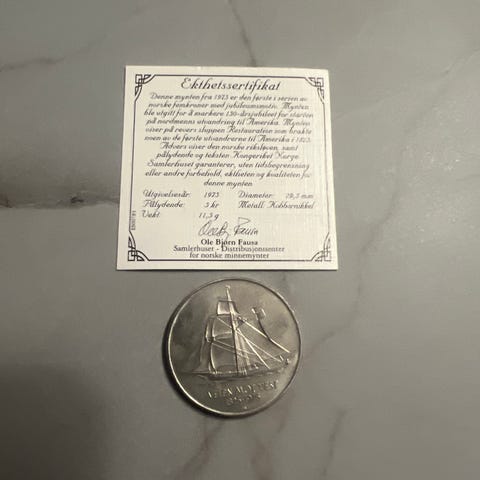 Ekthetssertifikat
Denne mynten fra 1975 er den første i serien av
norske femkroner med jubileumsmotiv. Mynten
ble utgitt for å markere 150-årsjubileet for starten
på nordmenns utvandring til Amerika. Mynten
viser på revers sluppen Restauration som brakte
noen av de første utvandrerne til Amerika i 1825.
Advers viser den norske riksløven, samt
pålydende og teksten Kongeriket Norge.
Samlerhuset garanterer, uten tidsbegrensning
eller andre forbehold, ektheten og kvaliteten for
denne mynten
Utgivelsesår: 1975 Diameter: 29,5 mm
Pålydende: 5 kr Metall: Kobbernikkel
Vekt: 11,5 g
Ole Bjørn Fausa
Samlerhuset - Distribusjonssenter
for norske minnemynter